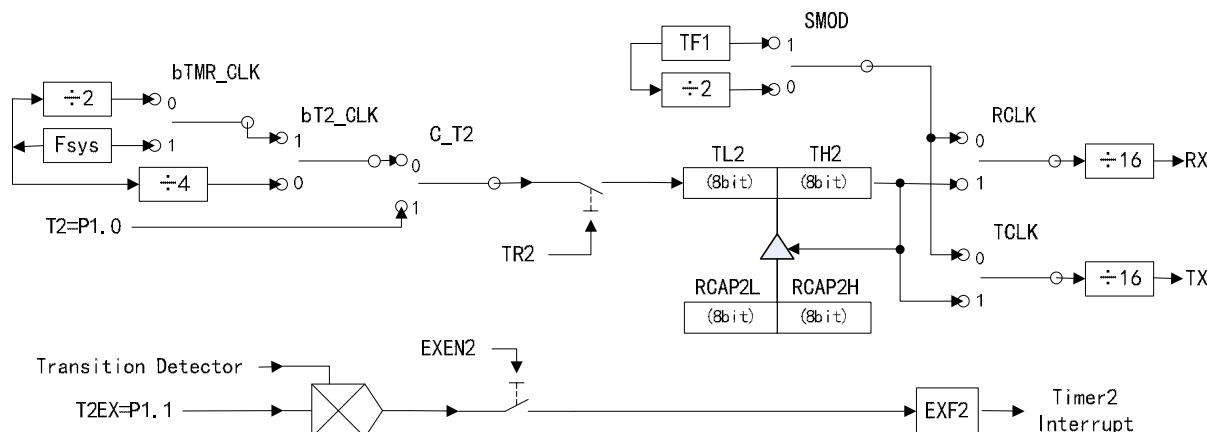 SMOD
TF1
1
÷2
0
bTMR_CLK
÷2
0
bT2_CLK
Fsys
1
1
C_T2
0
÷4
0
1
T2=P1.0
TR2
TL2
TH2
(8bit)
(8bit)
RCAP2L
RCAP2H
(8bit)
(8bit)
RCLK
0
1
÷16
RX
TCLK
0
1
÷16
TX
Transition Detector
T2EX=P1.1
EXEN2
EXF2
Timer2
Interrupt